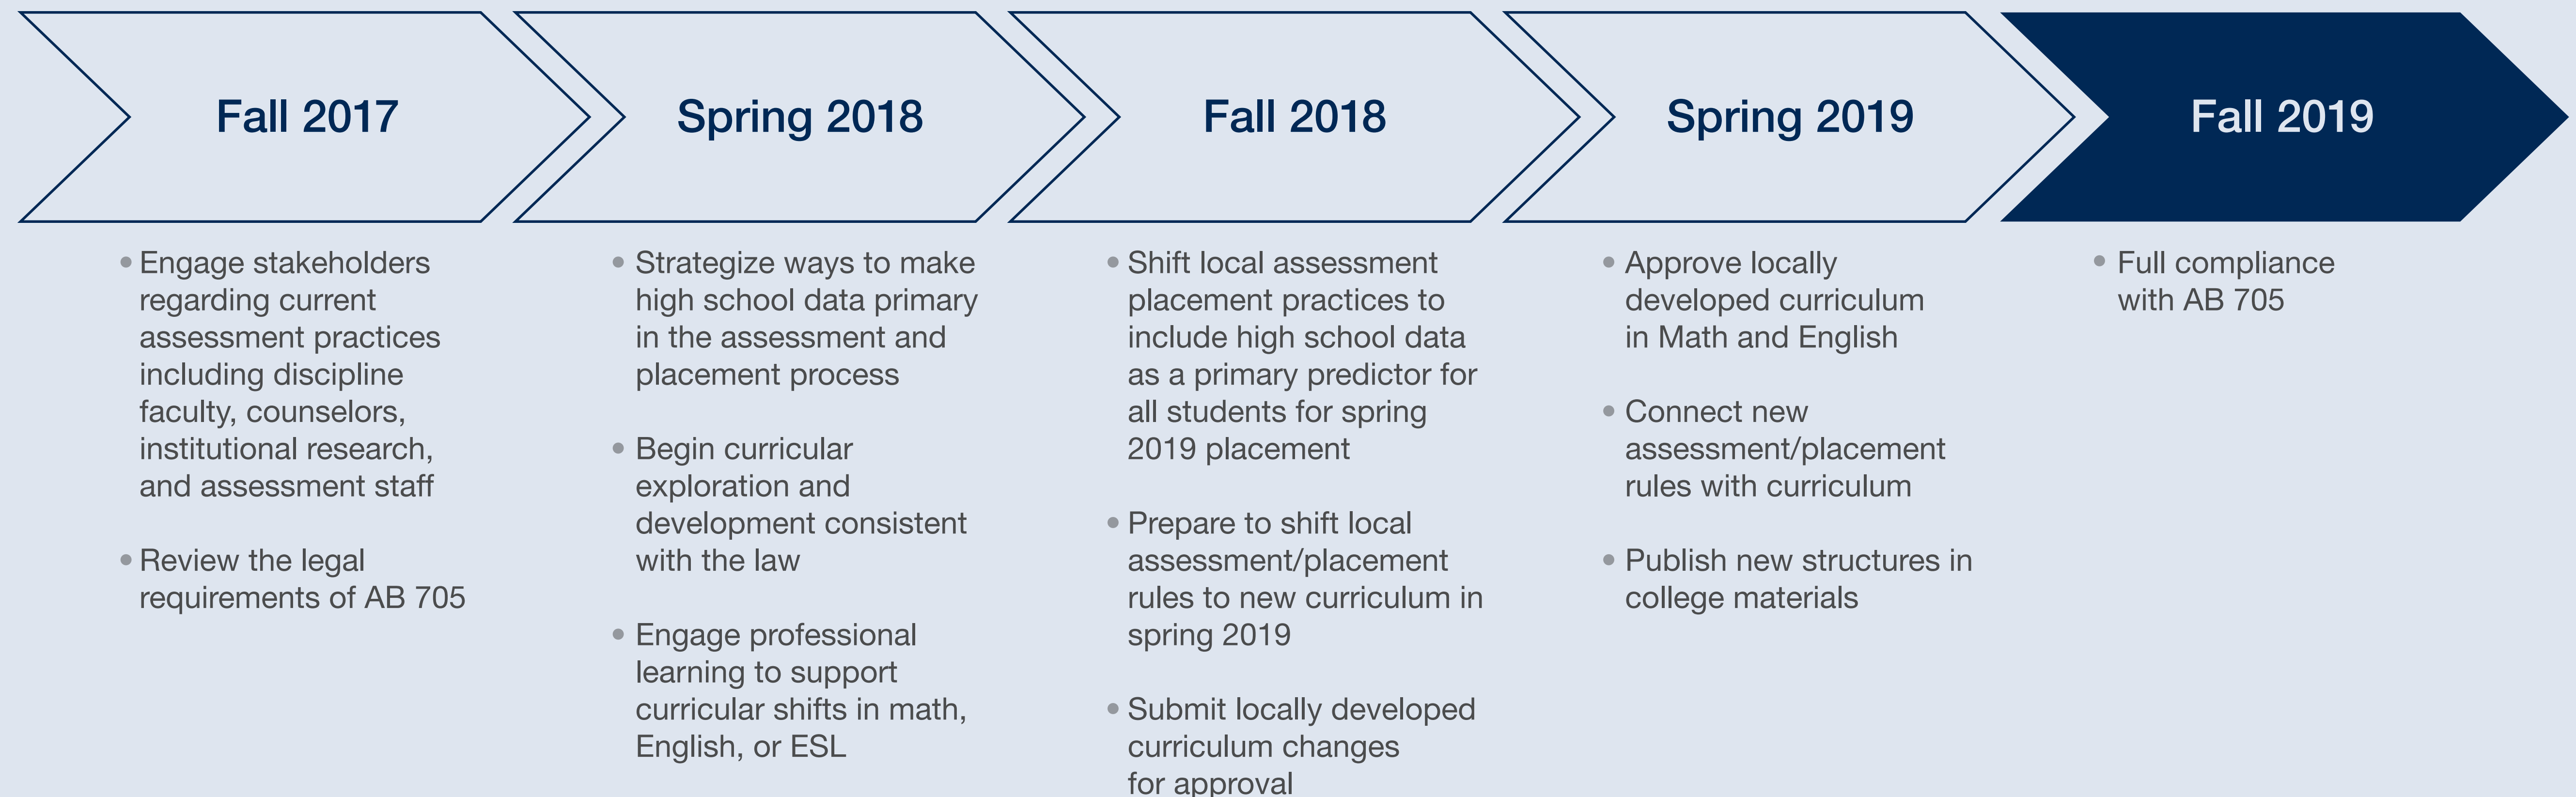 Fall 2017
Spring 2018
Fall 2018
Spring 2019
Fall 2019
• Engage stakeholders
regarding current
assessment practices
including discipline
faculty, counselors,
institutional research,
and assessment staff
• Review the legal
requirements of AB 705
• Strategize ways to make
high school data primary
in the assessment and
placement process
• Begin curricular
exploration and
development consistent
with the law
• Engage professional
learning to support
curricular shifts in math,
English, or ESL
• Shift local assessment
placement practices to
include high school data
as a primary predictor for
all students for spring
2019 placement
• Prepare to shift local
assessment/placement
rules to new curriculum in
spring 2019
• Submit locally developed
curriculum changes
for approval
• Approve locally
developed curriculum
in Math and English
• Connect new
assessment/placement
rules with curriculum
• Publish new structures in
college materials
• Full compliance
with AB 705